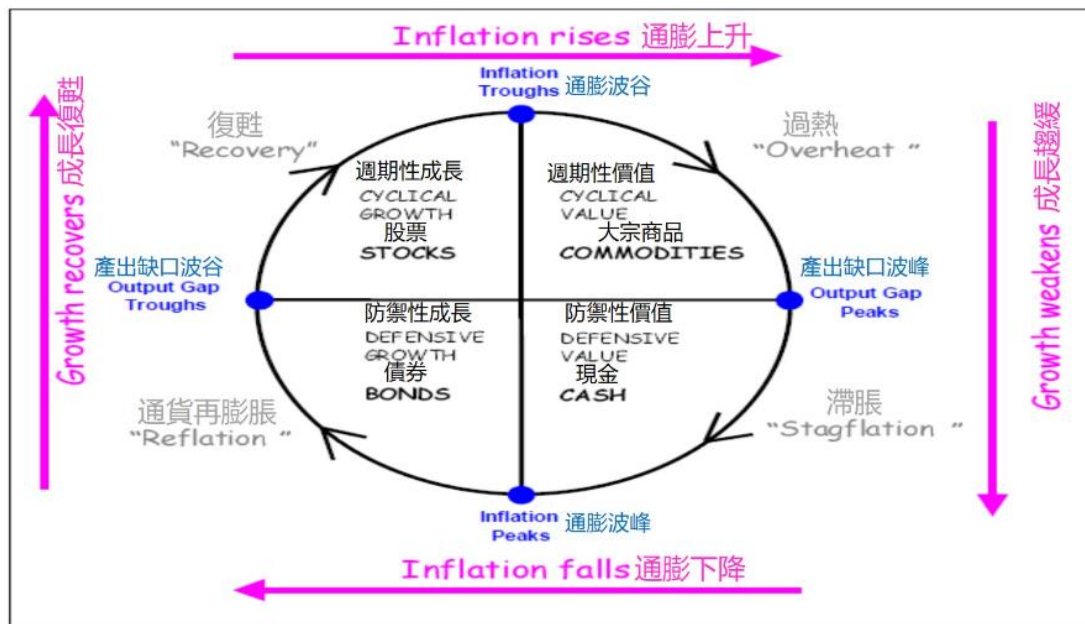 Inflation rises 通膨上升
Inflation
Troughs 通膨波谷
Growth recovers 成長復甦
復甦
“Recovery”
過熱
“Overheat ”
週期性成長
CYCLICAL
GROWTH
股票
STOCKS
週期性價值
CYCLICAL
VALUE
大宗商品
COMMODITIES
Growth weakens 成長趨緩
產出缺口波谷
Output Gap
Troughs
產出缺口波峰
Output Gap
Peaks
防禦性成長
DEFENSIVE
GROWTH
債券
BONDS
防禦性價值
DEFENSIVE
VALUE
現金
CASH
通貨再膨脹
“Reflation ”
滯脹
“Stagflation ”
Inflation
Peaks 通膨波峰
Inflation falls 通膨下降